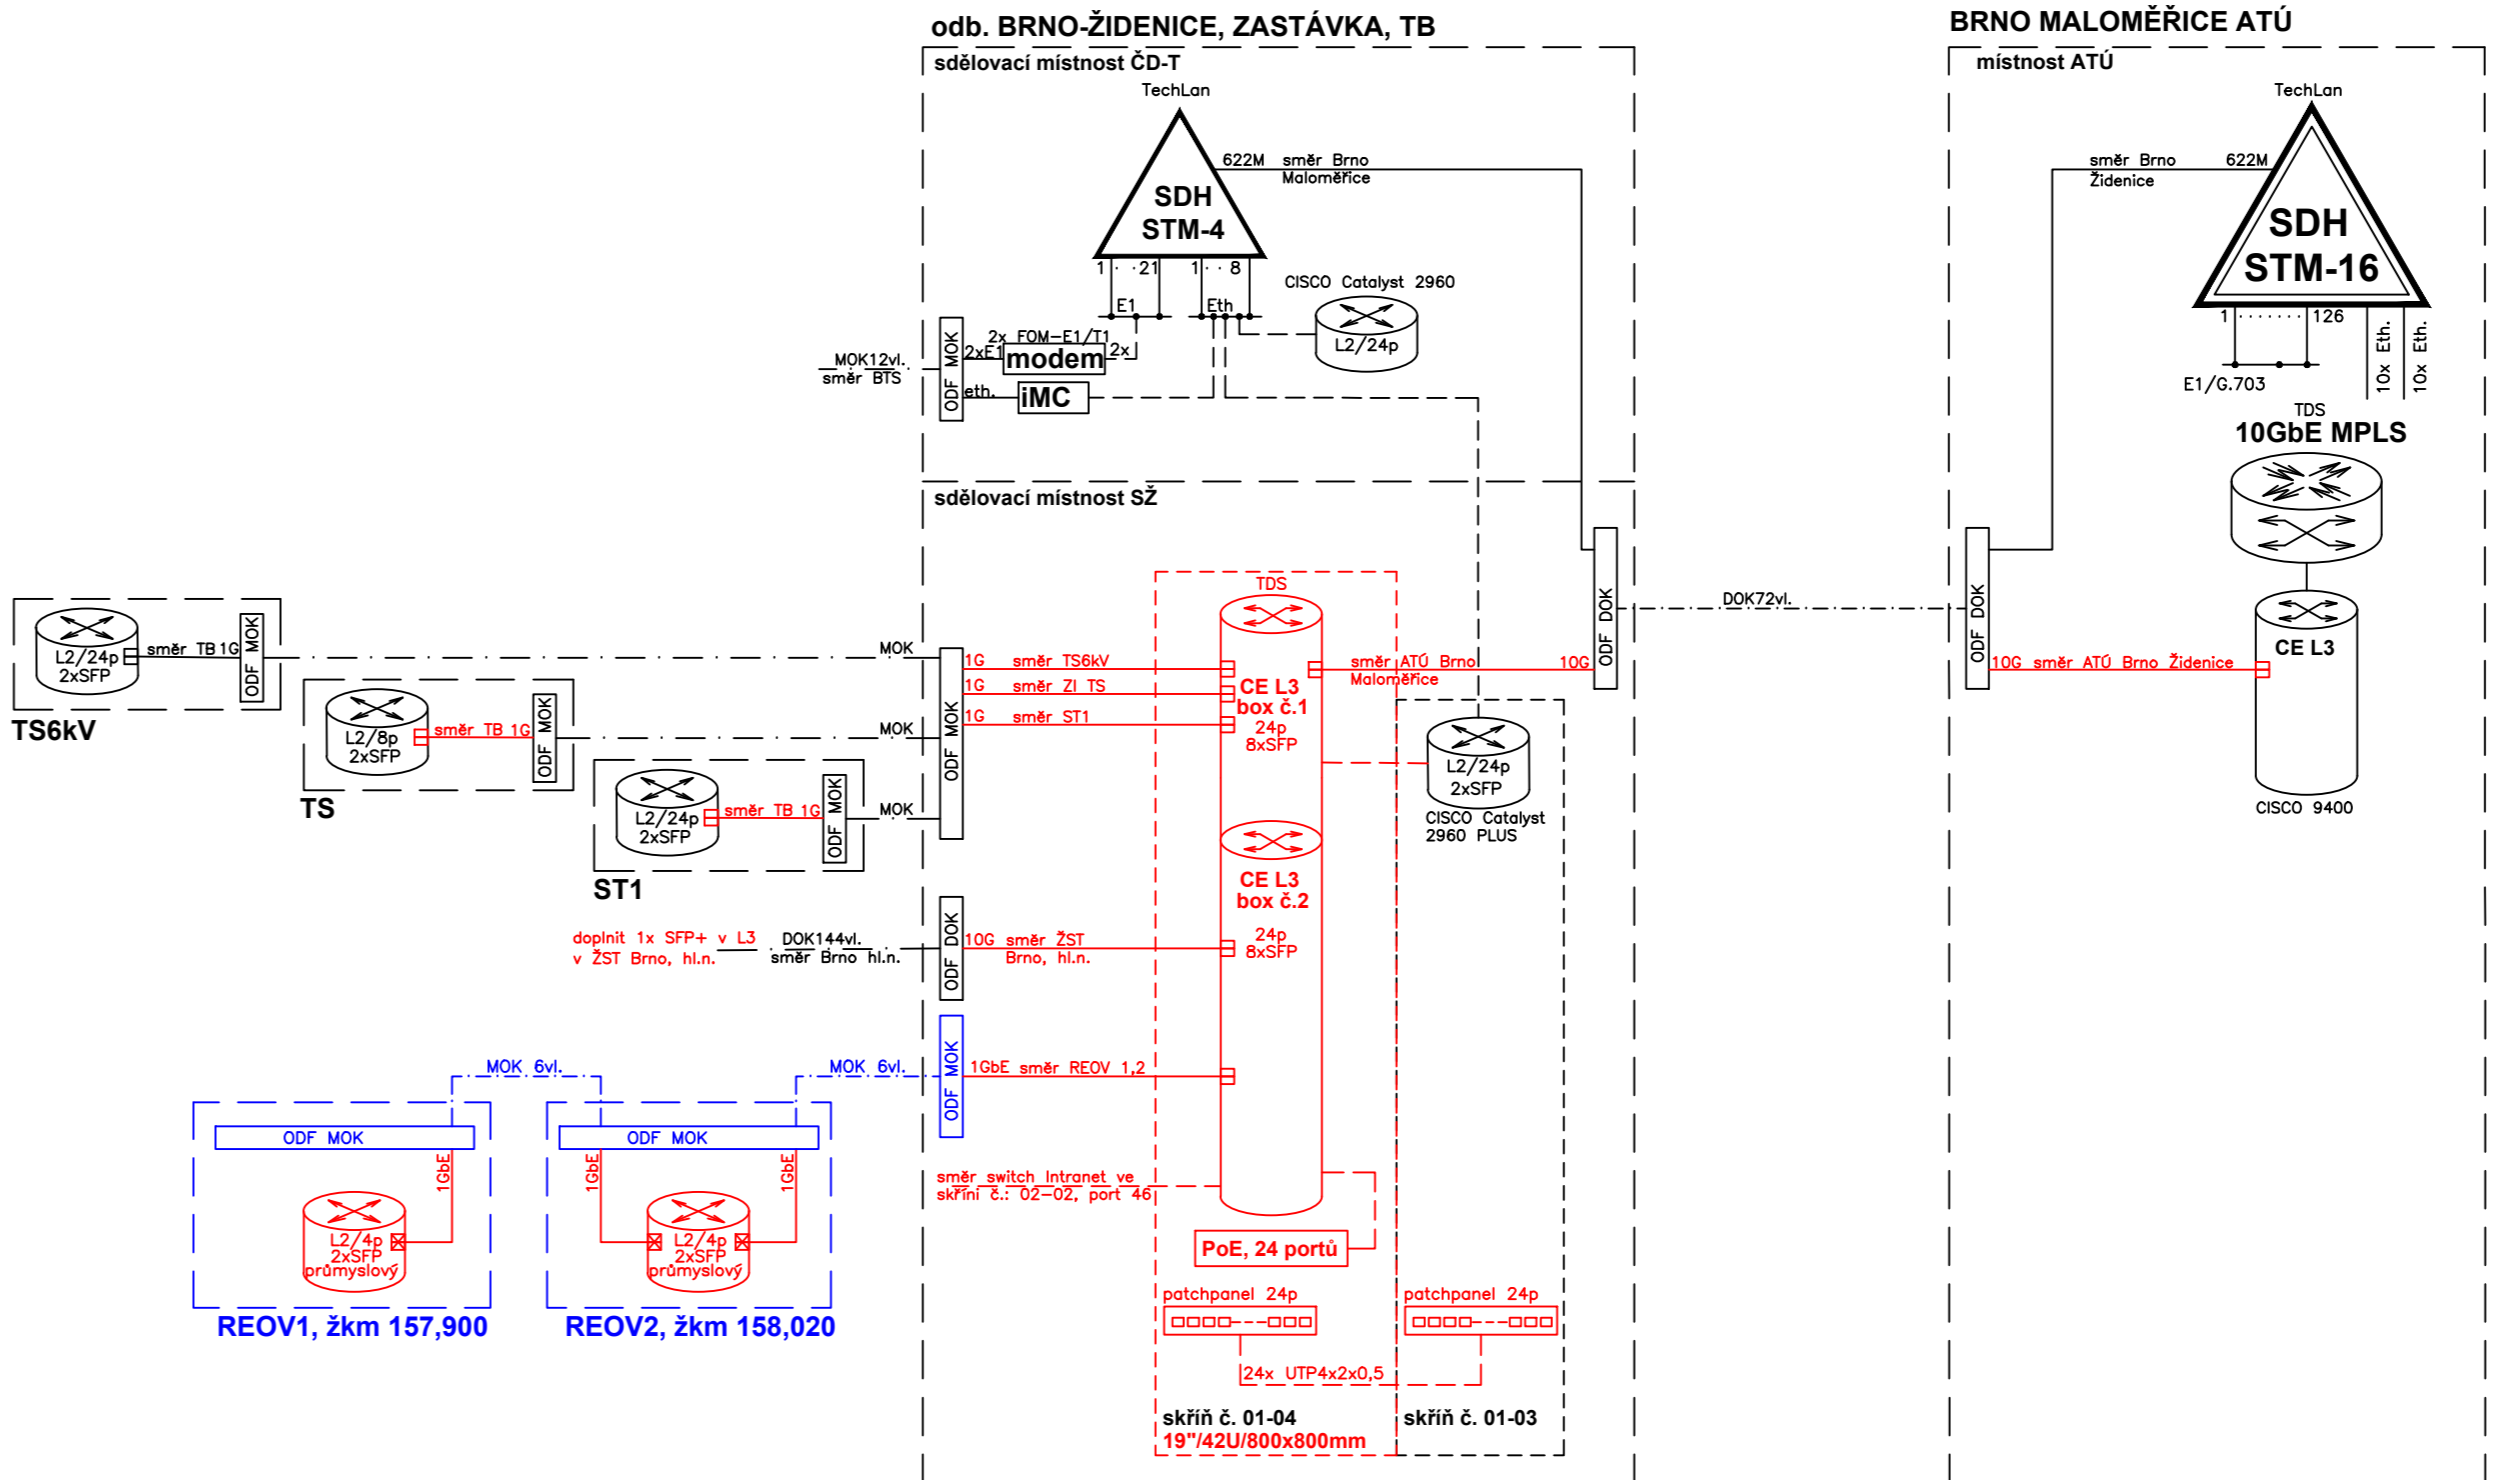 odb. BRNO-ŽIDENICE, ZASTÁVKA, TB
sdělovací místnost ČD-T
TechLan
SDH
STM-4
622M směr Brno
Maloměřice
1 · · 21
1 · · 8
E1
Eth
CISCO Catalyst 2960
L2/24p
MOK12vl.
směr BTS
ODF MOK
2x FOM-E1/T1
2xE1
modem
2x
eth.
iMC
sdělovací místnost SŽ
BRNO MALOMĚŘICE ATÚ
místnost ATÚ
TechLan
směr Brno 622M
Židenice
SDH
STM-16
1 · · · · · · · 126
E1/G.703
10x Eth.
10x Eth.
TDS
10GbE MPLS
ODF DOK
DOK72vl.
ODF DOK
CE L3
10G směr ATÚ Brno Židenice
CISCO 9400
L2/24p
2xSFP
směr TB 1G
ODF MOK
TS6kV
MOK
L2/8p
2xSFP
směr TB 1G
ODF MOK
TS
MOK
L2/24p
2xSFP
směr TB 1G
ODF MOK
ST1
MOK
ODF MOK
1G směr TS6kV
1G směr ZI TS
1G směr ST1
TDS
CE L3
box č.1
24p
8xSFP
směr ATÚ Brno 10G
Maloměřice
L2/24p
2xSFP
CISCO Catalyst
2960 PLUS
CE L3
box č.2
24p
8xSFP
doplnit 1x SFP+ v L3
v ŽST Brno, hl.n.
DOK144vl.
směr Brno hl.n.
ODF DOK
10G směr ŽST
Brno, hl.n.
MOK 6vl.
MOK 6vl.
ODF MOK
1GbE směr REOV 1,2
ODF MOK
1GbE
L2/4p
2xSFP
průmyslový
REOV1, žkm 157,900
ODF MOK
1GbE
1GbE
L2/4p
2xSFP
průmyslový
REOV2, žkm 158,020
směr switch Intranet ve
skříni č.: 02-02, port 46
PoE, 24 portů
patchpanel 24p
patchpanel 24p
24x UTP4x2x0,5
skříň č. 01-04
19"/42U/800x800mm
skříň č. 01-03